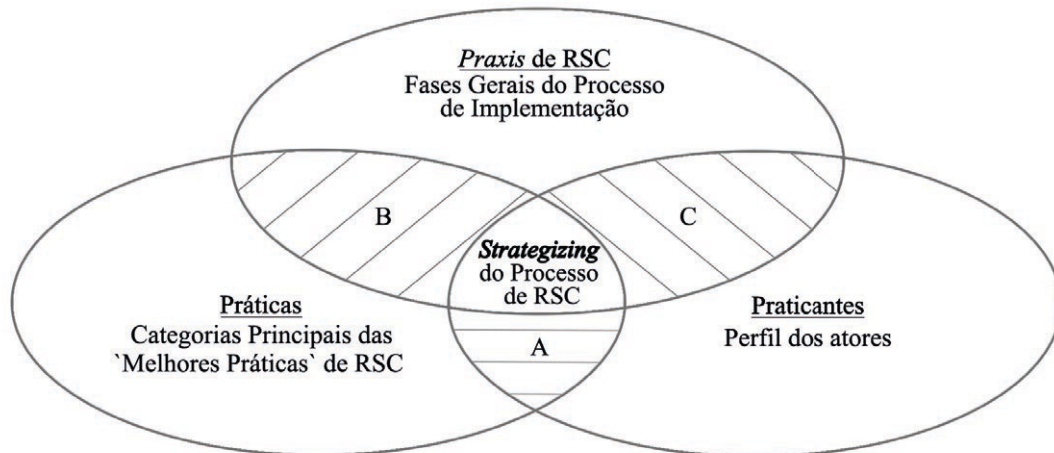 Praxis de RSC
Fases Gerais do Processo
de Implementação
B
C
Strategizing
do Processo
de RSC
Práticas
Categorias Principais das
`Melhores Práticas` de RSC
Praticantes
Perfil dos atores
A